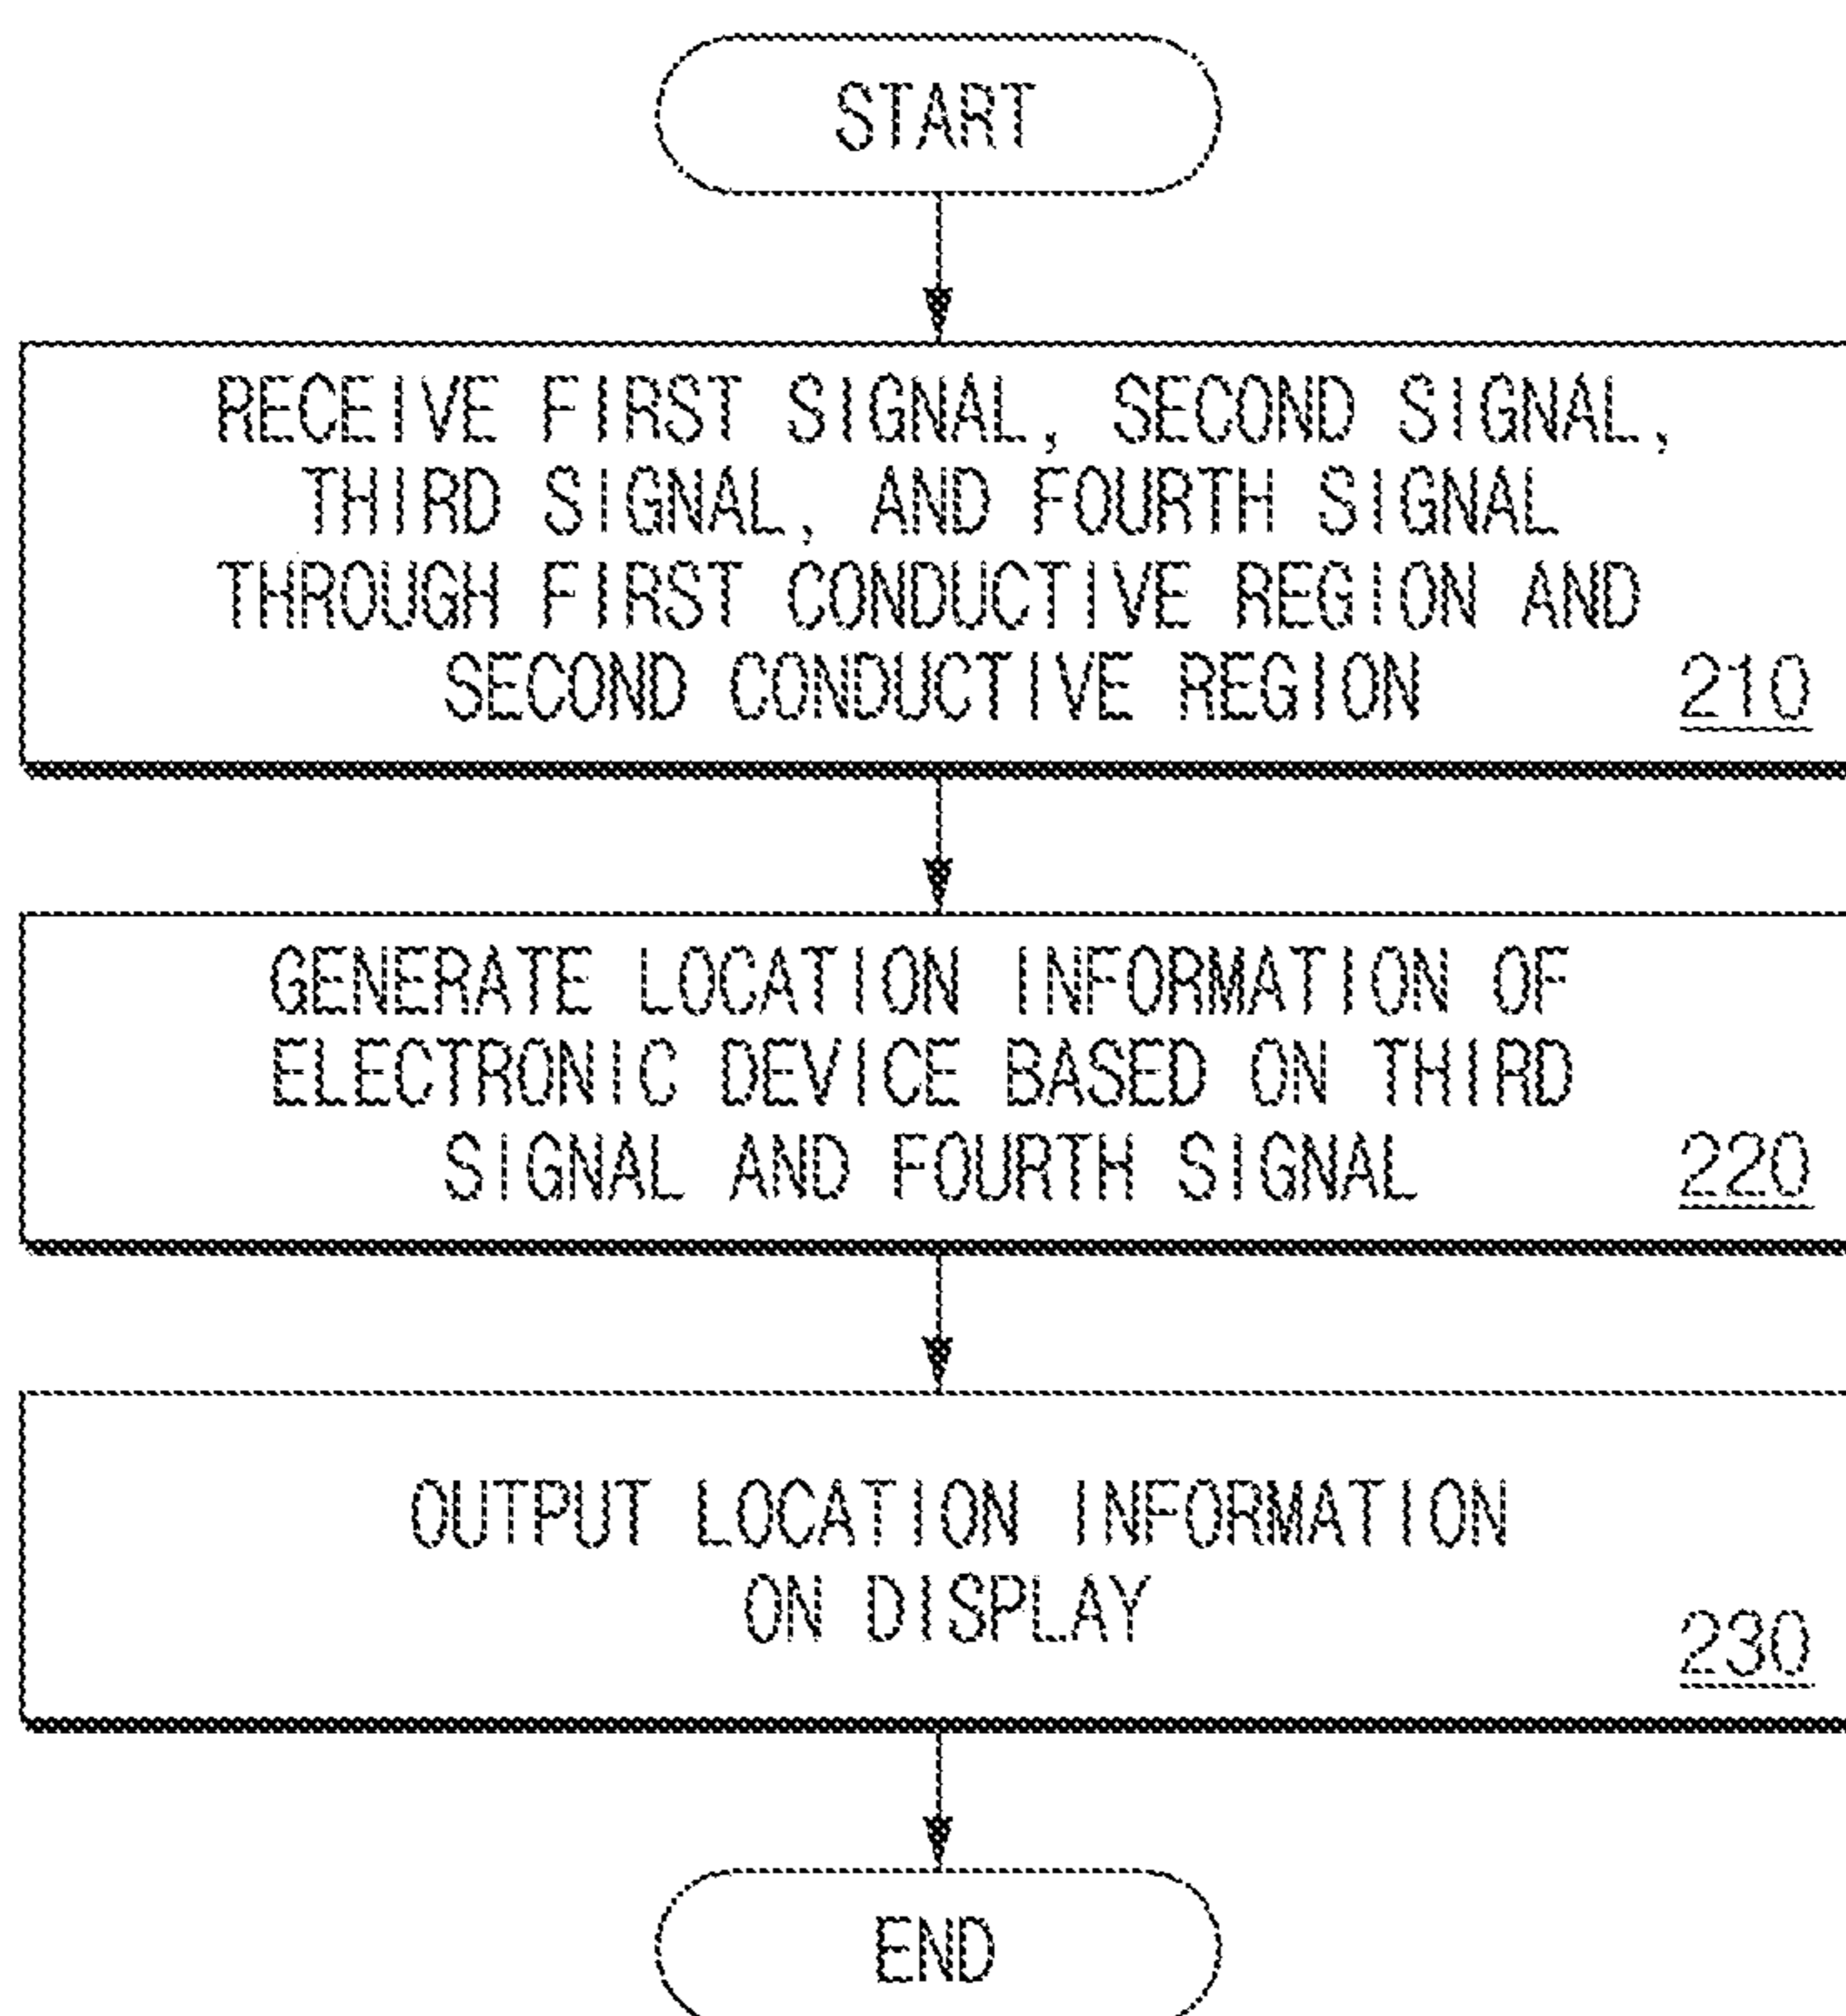 START
RECEIVE FIRST SIGNAL, SECOND SIGNAL,
THIRD SIGNAL, AND FOURTH SIGNAL
THROUGH FIRST CONDUCTIVE REGION AND
SECOND CONDUCTIVE REGION 210
GENERATE LOCATION INFORMATION OF
ELECTRONIC DEVICE BASED ON THIRD
SIGNAL AND FOURTH SIGNAL 220
OUTPUT LOCATION INFORMATION
ON DISPLAY
230
END